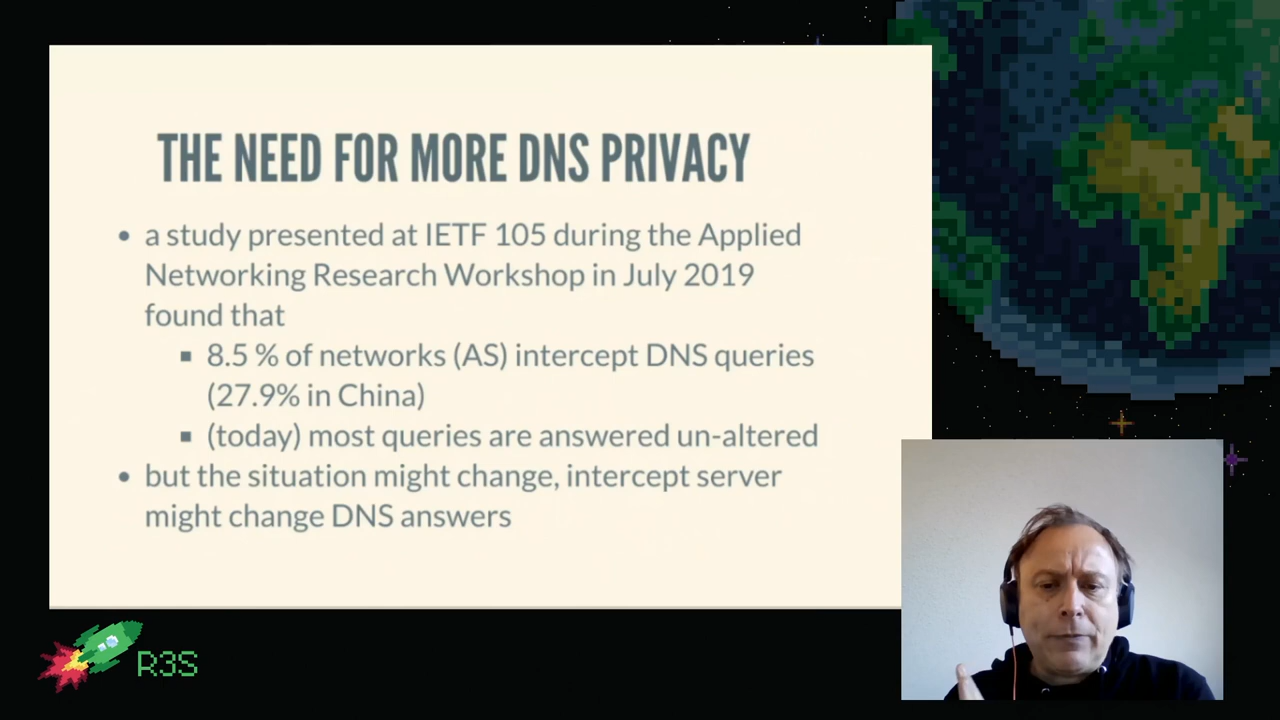 THE NEED FOR MORE DNS PRIVACY
• a study presented at IETF 105 during the Applied
Networking Research Workshop in July 2019
found that
▪ 8.5 % of networks (AS) intercept DNS queries
(27.9% in China)
▪ (today) most queries are answered un-altered
• but the situation might change, intercept server
might change DNS answers
R3S